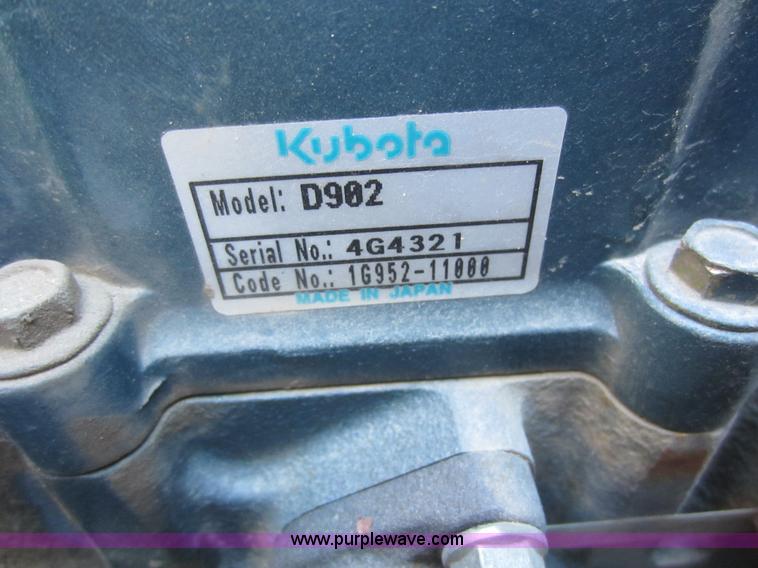 Kubota
Model: D902
Serial No.: 4G4321
Code No.: 1G952-11000
MADE IN JAPAN
www.purplewave.com